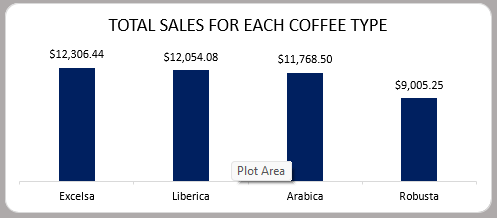 TOTAL SALES FOR EACH COFFEE TYPE
$12,306.44
$12,054.08
$11,768.50
$9,005.25
Plot Area
Excelsa Liberica Arabica Robusta